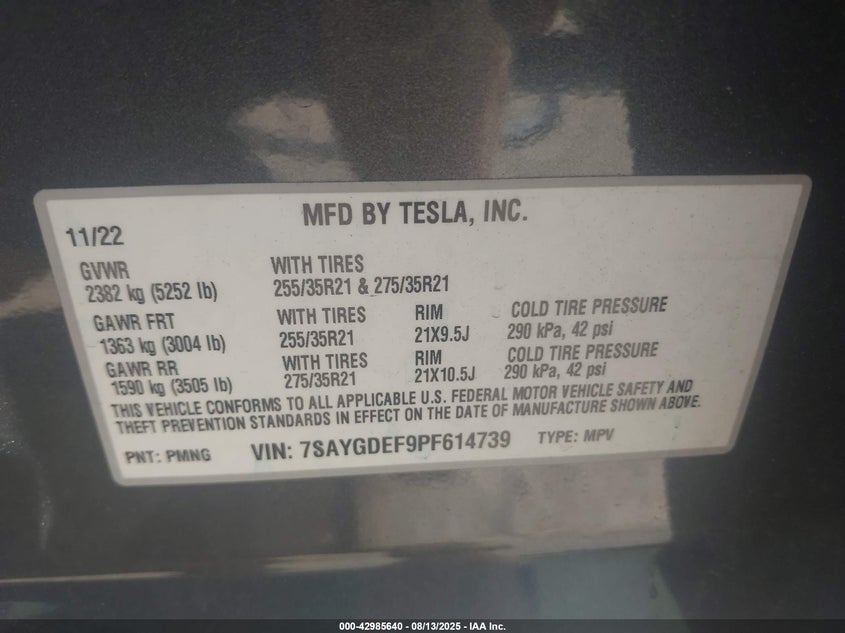 MFD BY TESLA, INC.
11/22
GVWR WITH TIRES
2382 kg (5252 lb) 255/35R21 & 275/35R21
GAWR FRT WITH TIRES RIM COLD TIRE PRESSURE
1363 kg (3004 lb) 255/35R21 21X9.5J 290 kPa, 42 psi
GAWR RR WITH TIRES RIM COLD TIRE PRESSURE
1590 kg (3505 lb) 275/35R21 21X10.5J 290 kPa, 42 psi
THIS VEHICLE CONFORMS TO ALL APPLICABLE U.S. FEDERAL MOTOR VEHICLE SAFETY AND
THEFT PREVENTION STANDARDS IN EFFECT ON THE DATE OF MANUFACTURE SHOWN ABOVE.
PNT: PMNG VIN: 7SAYGDEF9PF614739 TYPE: MPV
000-42985640 - 08/13/2025 - IAA Inc.